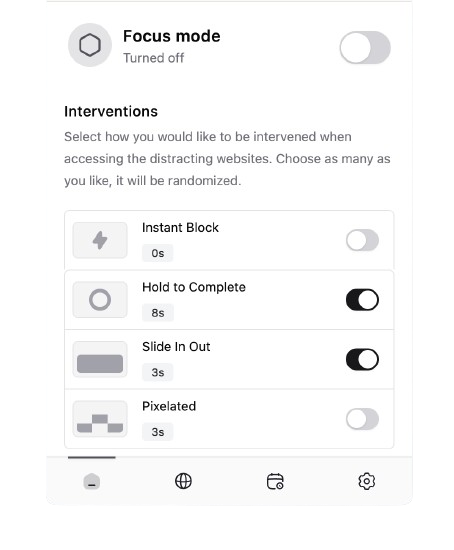 Focus mode
Turned off
Interventions
Select how you would like to be intervened when
accessing the distracting websites. Choose as many as
you like, it will be randomized.
Instant Block
0s
Hold to Complete
8s
Slide In Out
3s
Pixelated
3s